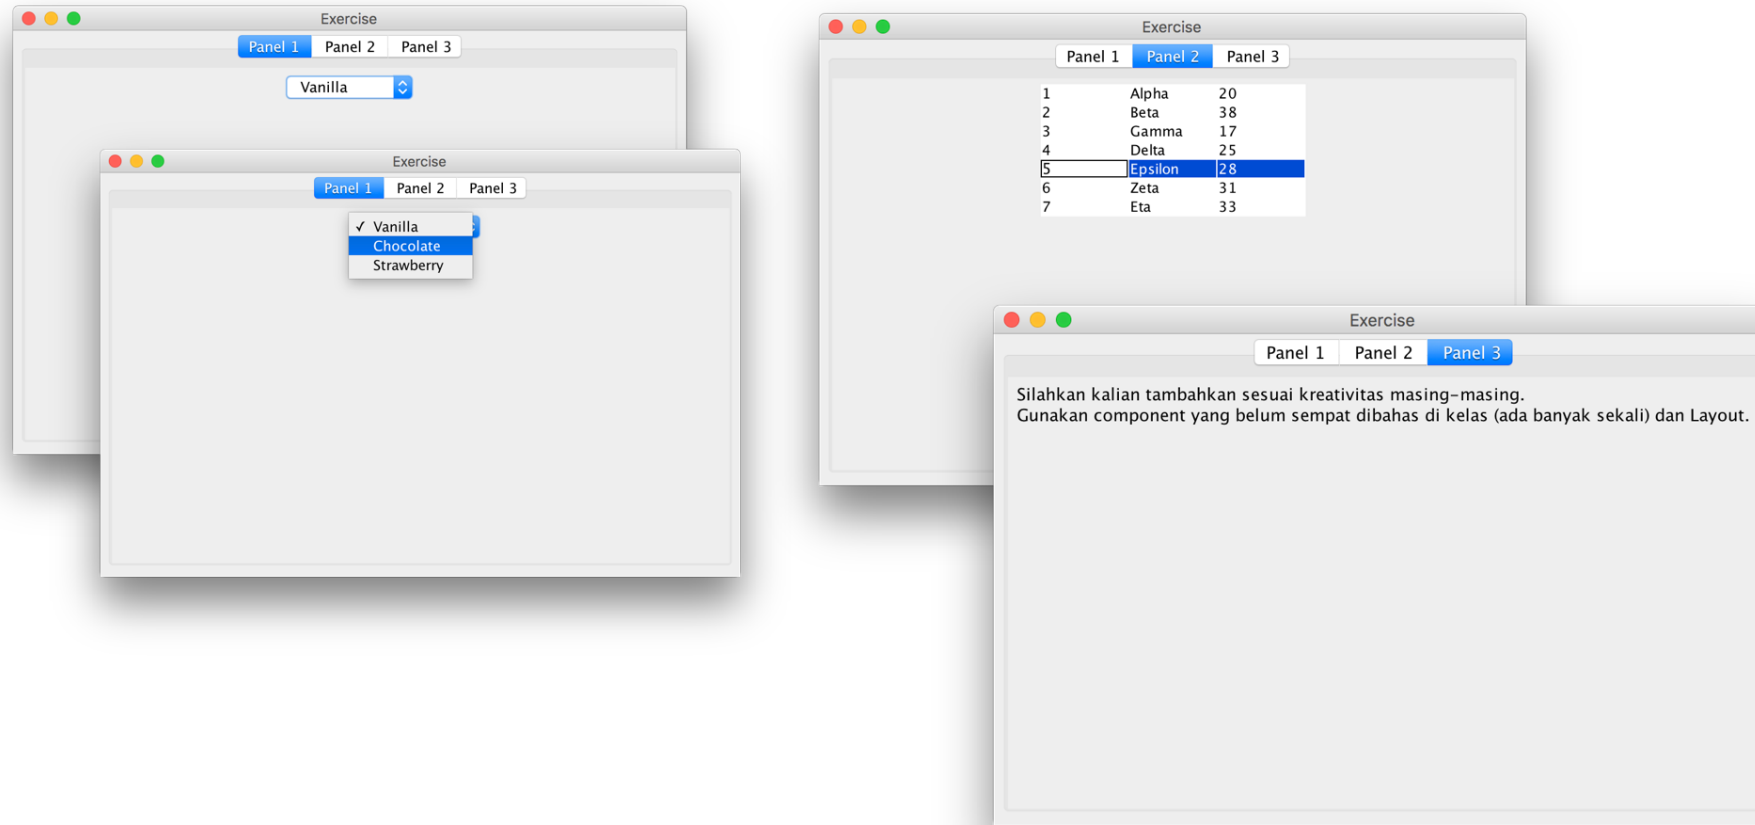 Exercise
Panel 1 Panel 2 Panel 3
Vanilla
Exercise
Panel 1 Panel 2 Panel 3
✓ Vanilla
Chocolate
Strawberry
Exercise
Panel 1 Panel 2 Panel 3
1 Alpha 20
2 Beta 38
3 Gamma 17
4 Delta 25
5 Epsilon 28
6 Zeta 31
7 Eta 33
Exercise
Panel 1 Panel 2 Panel 3
Silahkan kalian tambahkan sesuai kreativitas masing-masing.
Gunakan component yang belum sempat dibahas di kelas (ada banyak sekali) dan Layout.